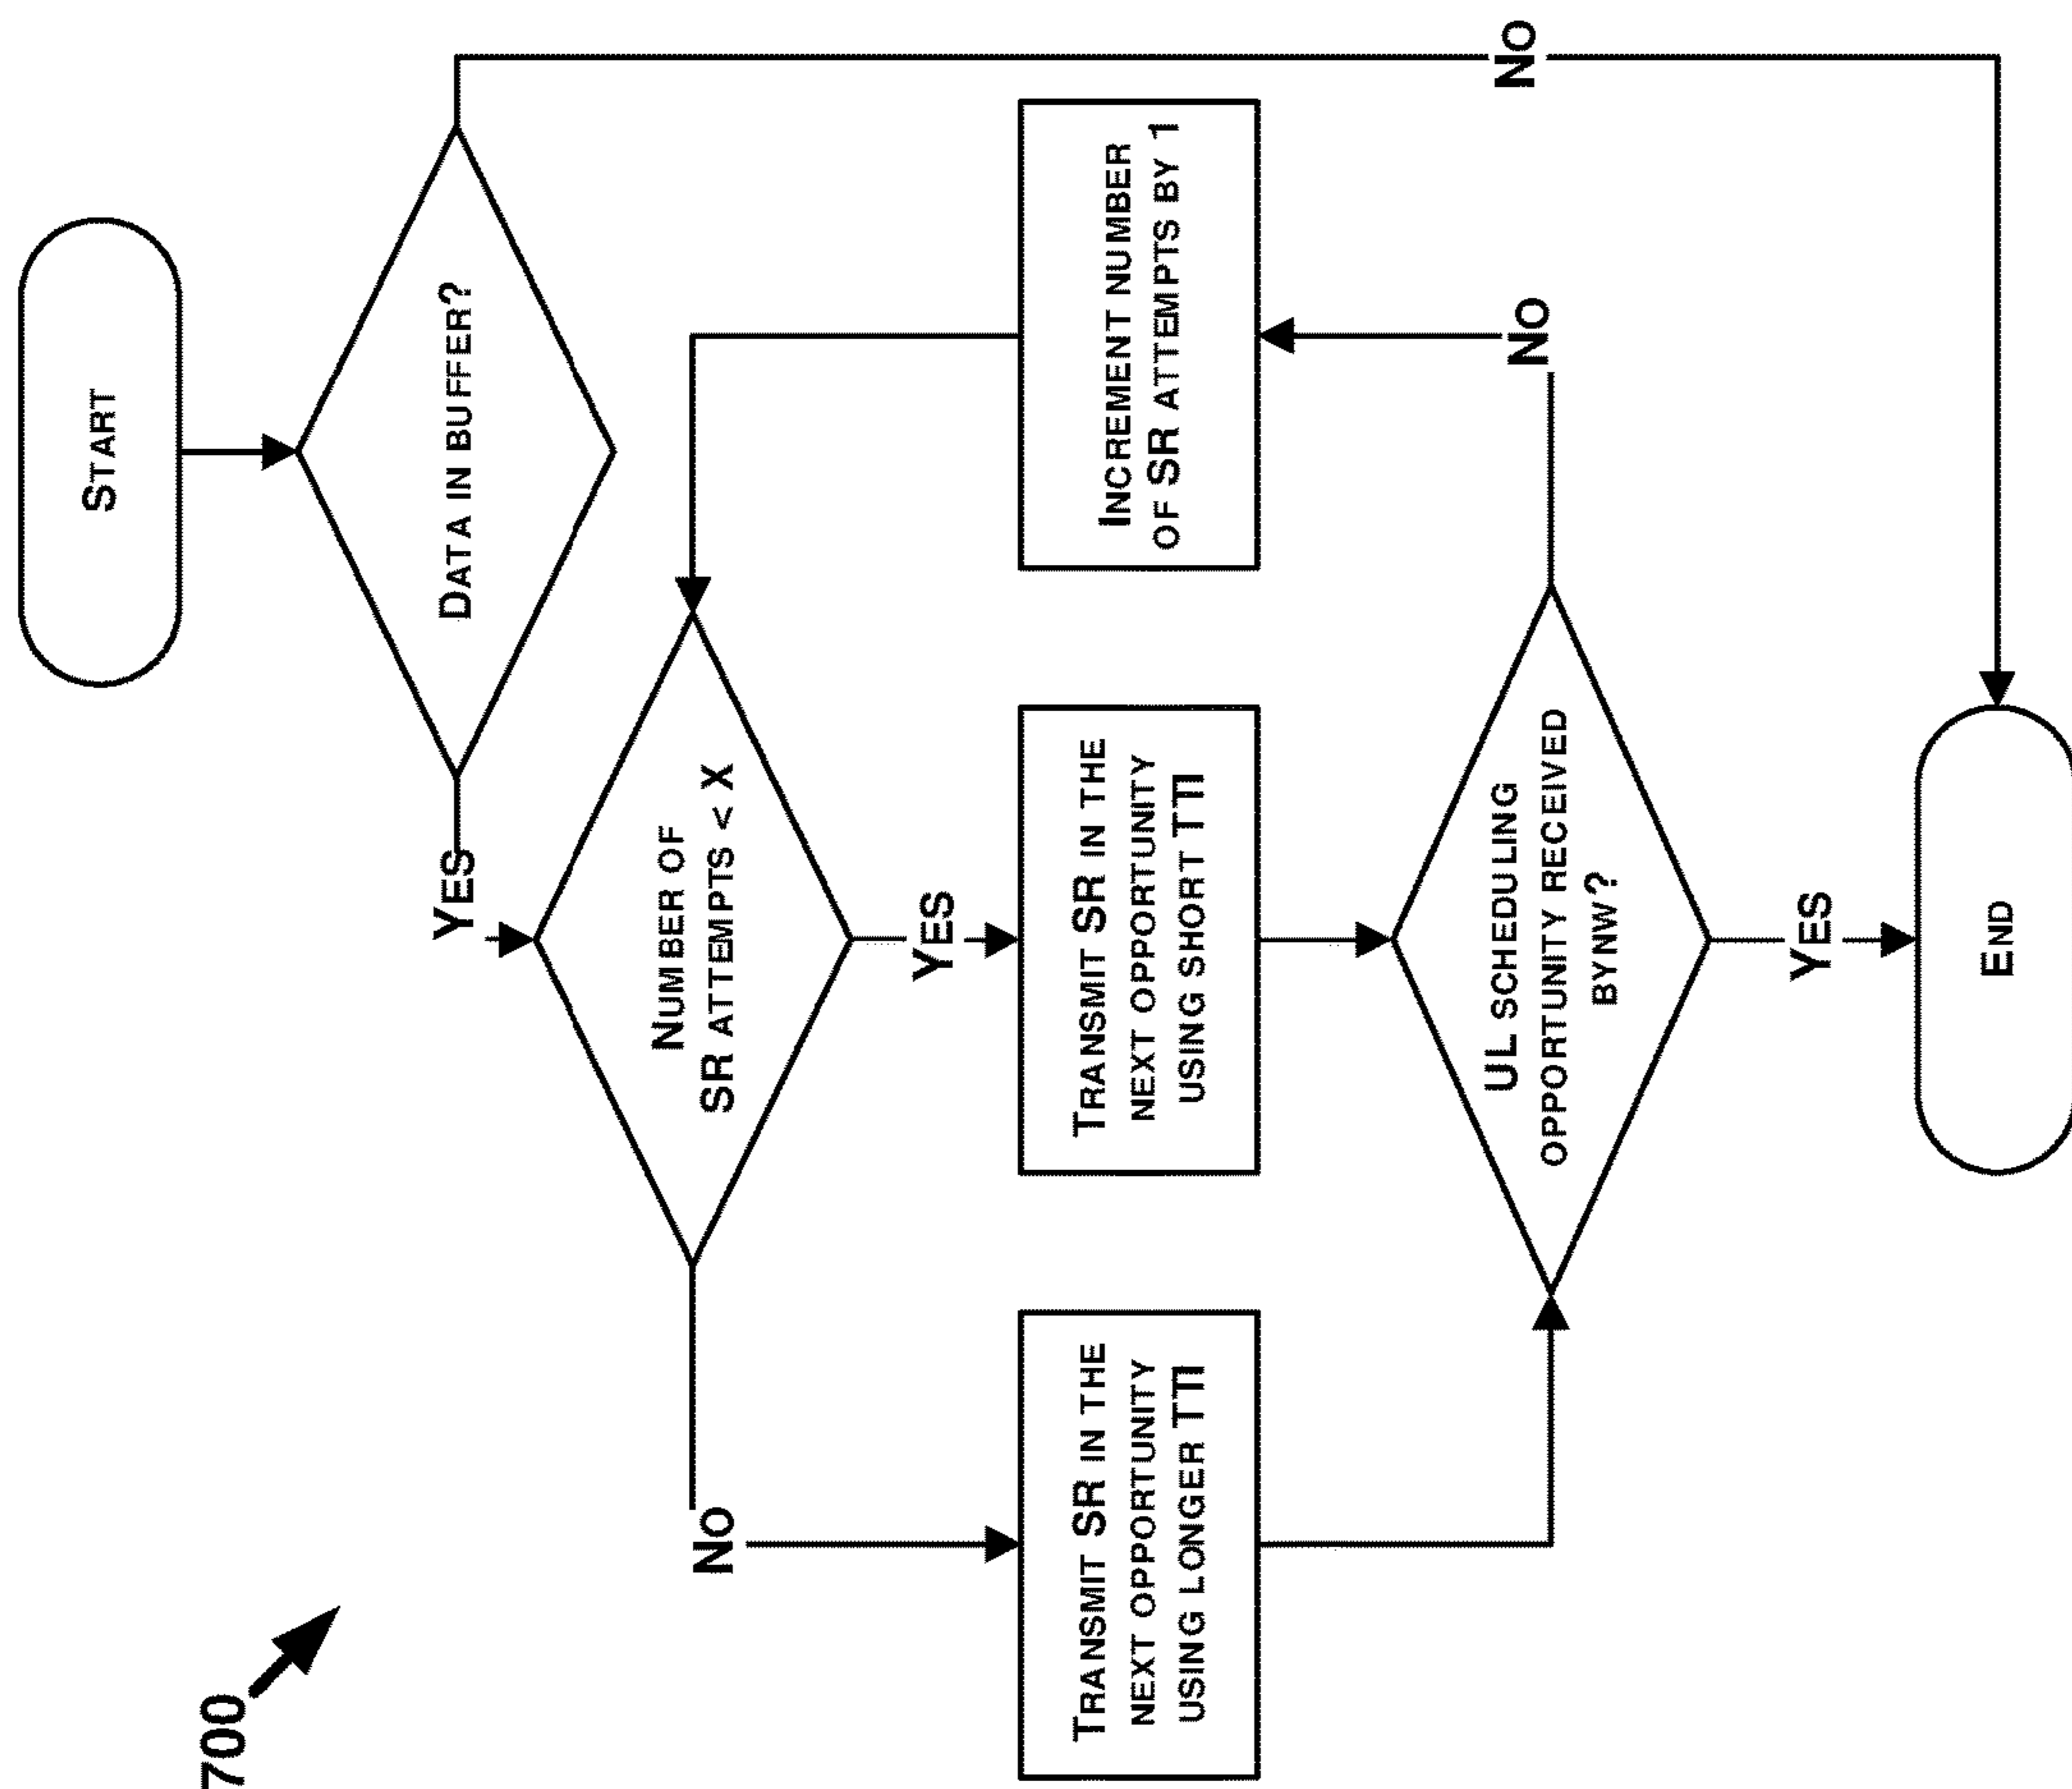 700
START
DATA IN BUFFER?
YES
NO
NUMBER OF
SR ATTEMPTS < X
NO
YES
TRANSMIT SR IN THE
NEXT OPPORTUNITY
USING LONGER TTI
TRANSMIT SR IN THE
NEXT OPPORTUNITY
USING SHORT TTI
INCREMENT NUMBER
OF SR ATTEMPTS BY 1
UL SCHEDULING
OPPORTUNITY RECEIVED
BYNW?
NO
YES
END